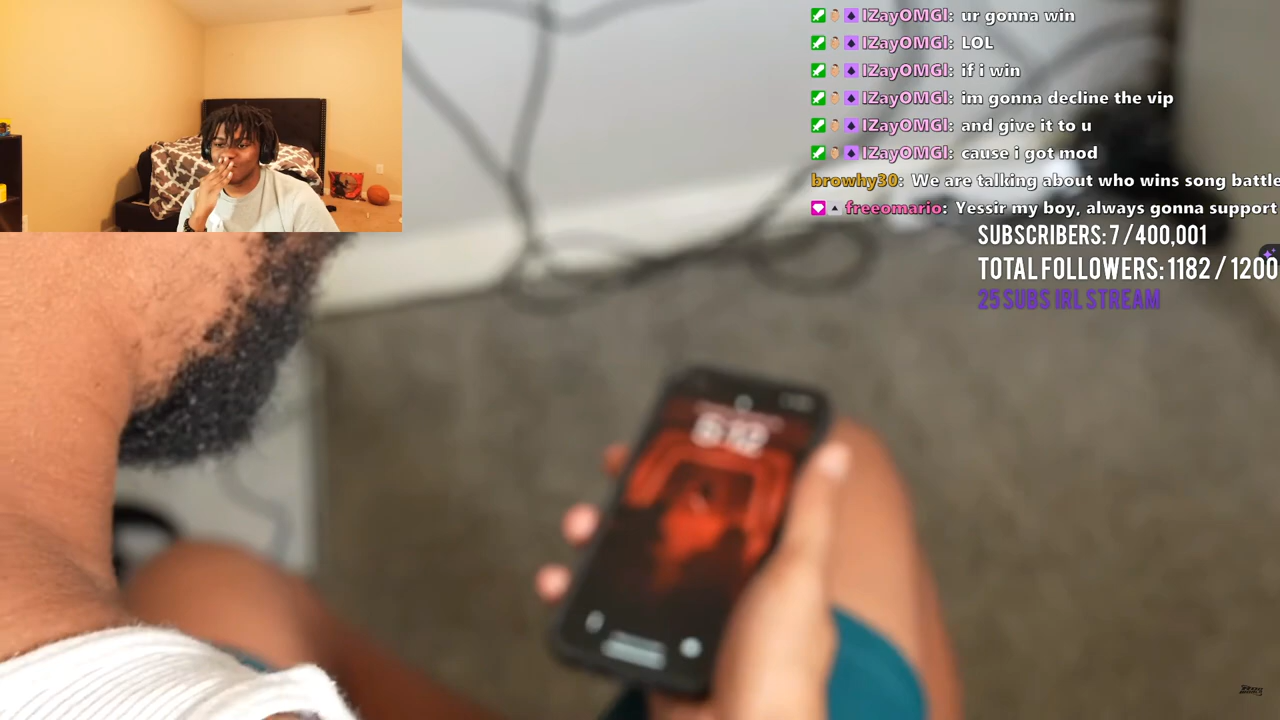 IZayOMGl: ur gonna win
IZayOMGl: LOL
IZayOMGl: if i win
IZayOMGl: im gonna decline the vip
IZayOMGl: and give it to u
IZayOMGl: cause i got mod
browhy30: We are talking about who wins song battle
freeomario: Yessir my boy, always gonna support
SUBSCRIBERS: 7 / 400,001
TOTAL FOLLOWERS: 1182 / 1200
25 SUBS IRL STREAM